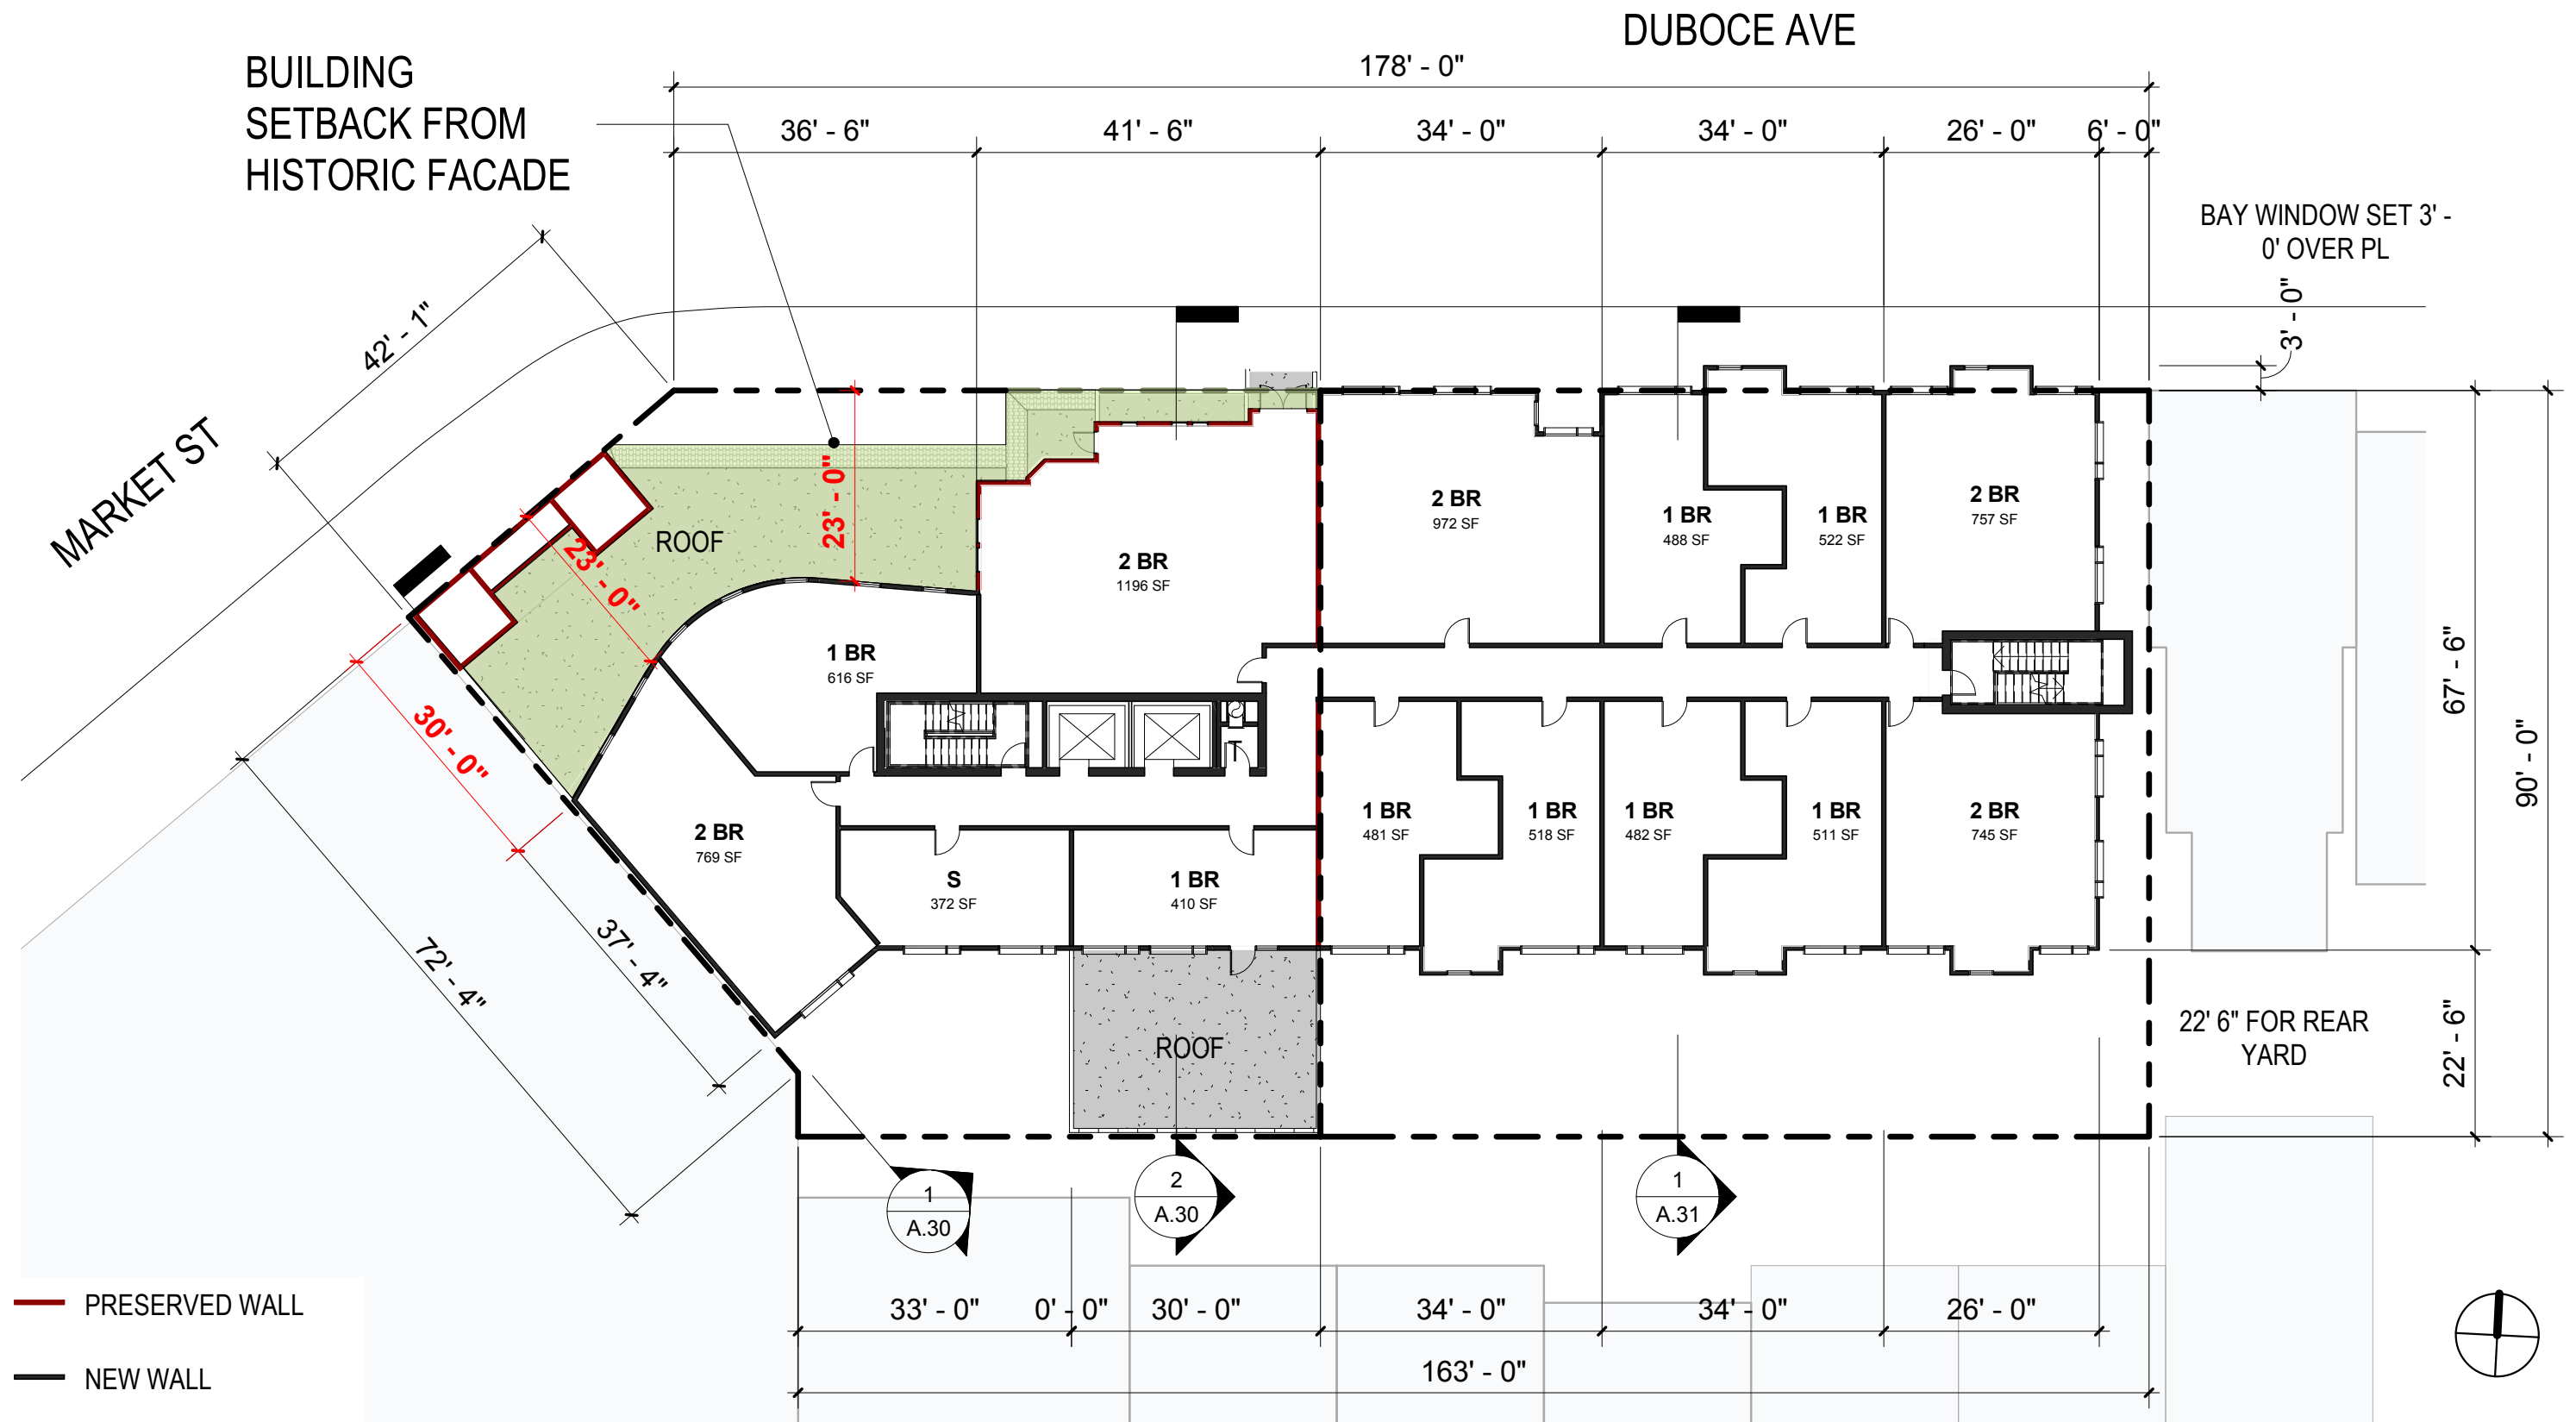 DUBOCE AVE
BUILDING
SETBACK FROM
HISTORIC FACADE
178' - 0"
36' - 6"
41' - 6"
34' - 0"
34' - 0"
26' - 0"
6' - 0"
BAY WINDOW SET 3' -
0' OVER PL
3' - 0"
42' - 1"
MARKET ST
23' - 0"
23' - 0"
ROOF
30' - 0"
72' - 4"
37' - 4"
2 BR
1196 SF
2 BR
972 SF
1 BR
488 SF
1 BR
522 SF
2 BR
757 SF
1 BR
616 SF
T
2 BR
769 SF
S
372 SF
1 BR
410 SF
1 BR
481 SF
1 BR
518 SF
1 BR
482 SF
1 BR
511 SF
2 BR
745 SF
67' - 6"
90' - 0"
22' - 6"
22' 6" FOR REAR
YARD
ROOF
1
A.30
2
A.30
1
A.31
33' - 0"
0' - 0"
30' - 0"
34' - 0"
34' - 0"
26' - 0"
163' - 0"
PRESERVED WALL
NEW WALL